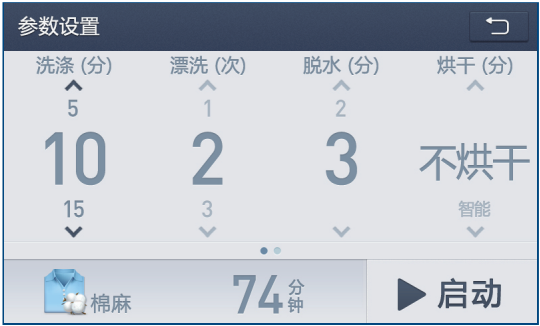 参数设置
洗涤 (分) 漂洗 (次) 脱水 (分) 烘干 (分)
5 1 2
10 2 3 不烘干
15 3 智能
棉麻 74 分钟 启动